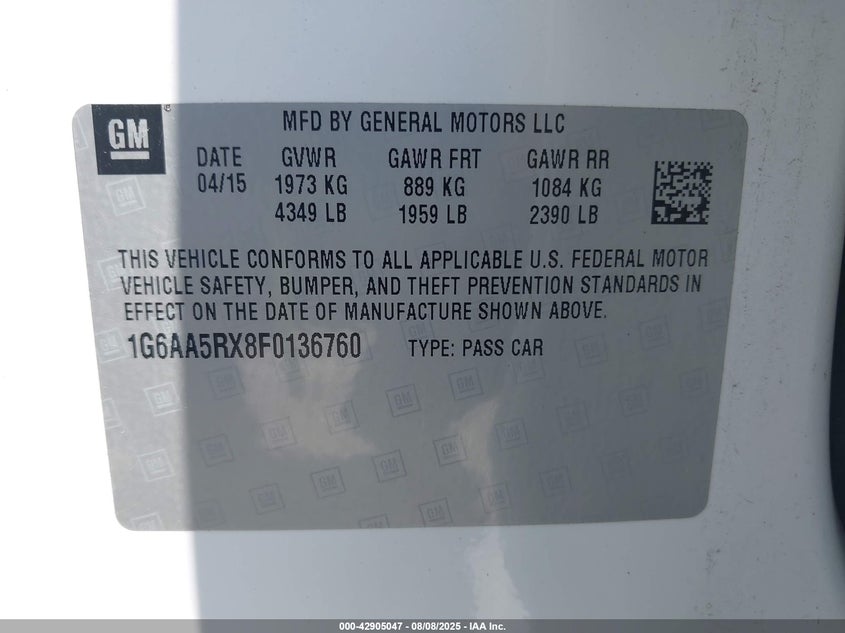 GM
MFD BY GENERAL MOTORS LLC
DATE GVWR GAWR FRT GAWR RR
04/15 1973 KG 889 KG 1084 KG
4349 LB 1959 LB 2390 LB
THIS VEHICLE CONFORMS TO ALL APPLICABLE U.S. FEDERAL MOTOR
VEHICLE SAFETY, BUMPER, AND THEFT PREVENTION STANDARDS IN
EFFECT ON THE DATE OF MANUFACTURE SHOWN ABOVE.
1G6AA5RX8F0136760 TYPE: PASS CAR
000-42905047 - 08/08/2025 - IAA Inc.